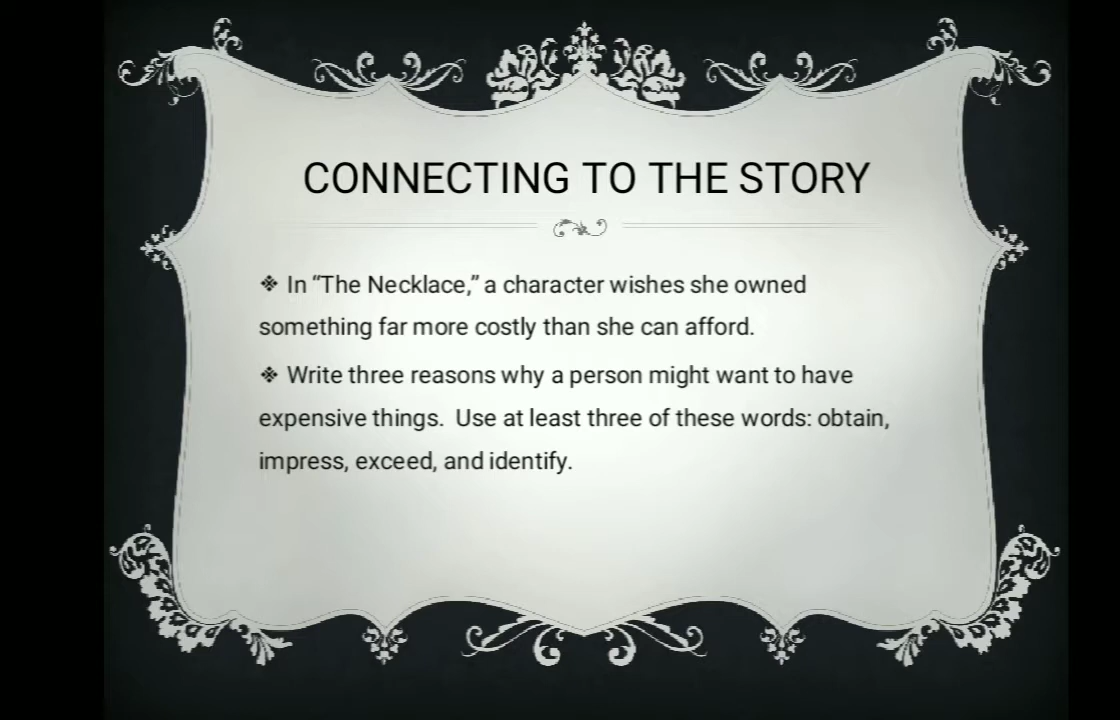 CONNECTING TO THE STORY
❖ In “The Necklace,” a character wishes she owned
something far more costly than she can afford.
❖ Write three reasons why a person might want to have
expensive things.  Use at least three of these words: obtain,
impress, exceed, and identify.